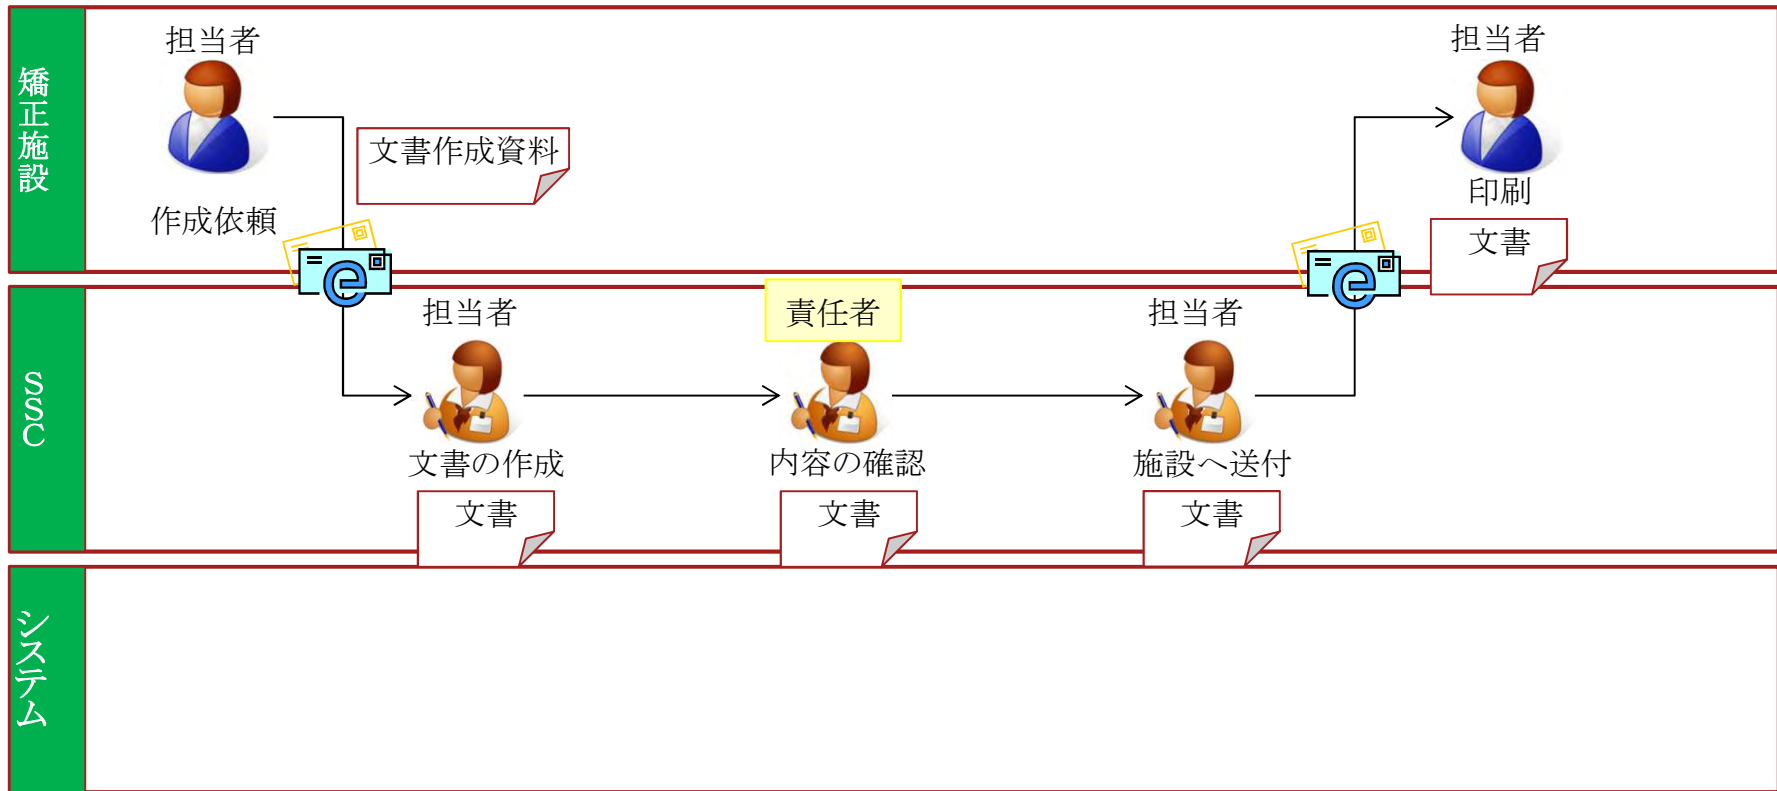 矯正施設
担当者
作成依頼
文書作成資料
担当者
印刷
文書
SSC
担当者
文書の作成
文書
責任者
内容の確認
文書
担当者
施設へ送付
文書
システム